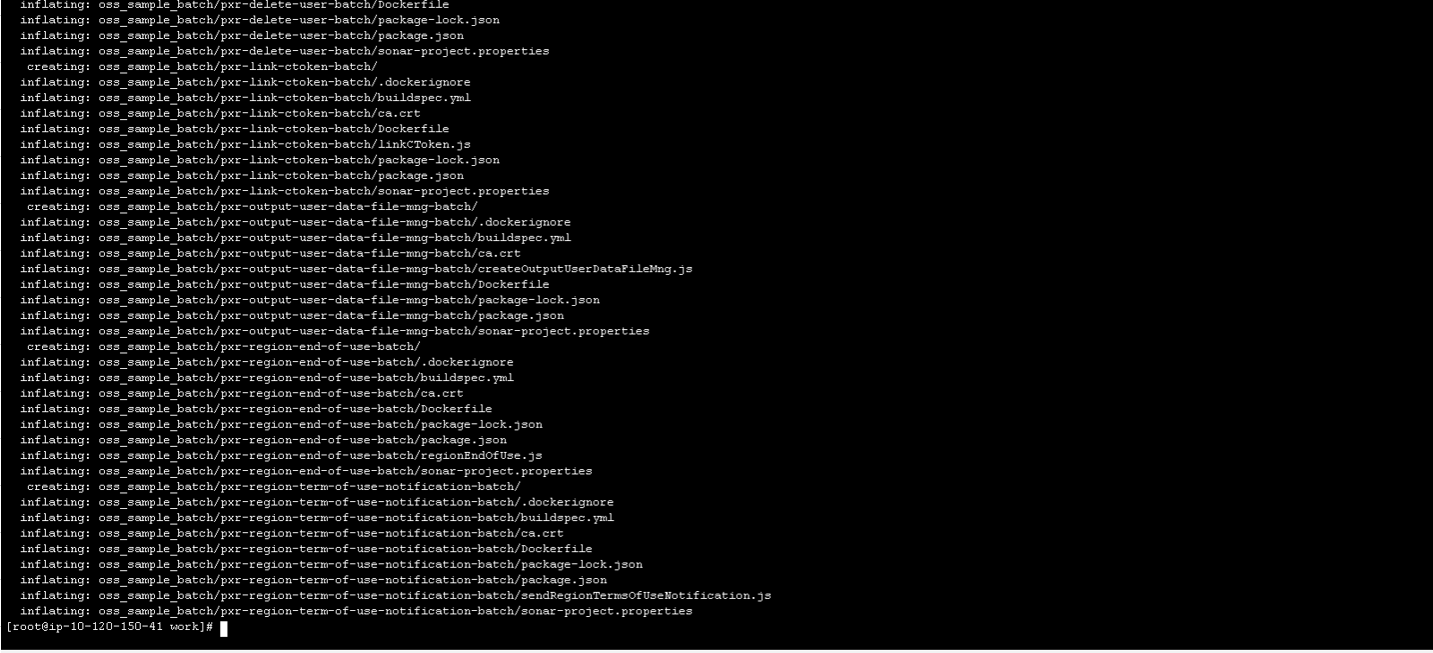 inflating: oss_sample_batch/pxr-delete-user-batch/Dockerfile
inflating: oss_sample_batch/pxr-delete-user-batch/package-lock.json
inflating: oss_sample_batch/pxr-delete-user-batch/package.json
inflating: oss_sample_batch/pxr-delete-user-batch/sonar-project.properties
creating: oss_sample_batch/pxr-link-ctoken-batch/
inflating: oss_sample_batch/pxr-link-ctoken-batch/.dockerignore
inflating: oss_sample_batch/pxr-link-ctoken-batch/buildspec.yml
inflating: oss_sample_batch/pxr-link-ctoken-batch/ca.crt
inflating: oss_sample_batch/pxr-link-ctoken-batch/Dockerfile
inflating: oss_sample_batch/pxr-link-ctoken-batch/linkCToken.js
inflating: oss_sample_batch/pxr-link-ctoken-batch/package-lock.json
inflating: oss_sample_batch/pxr-link-ctoken-batch/package.json
inflating: oss_sample_batch/pxr-link-ctoken-batch/sonar-project.properties
creating: oss_sample_batch/pxr-output-user-data-file-mng-batch/
inflating: oss_sample_batch/pxr-output-user-data-file-mng-batch/.dockerignore
inflating: oss_sample_batch/pxr-output-user-data-file-mng-batch/buildspec.yml
inflating: oss_sample_batch/pxr-output-user-data-file-mng-batch/ca.crt
inflating: oss_sample_batch/pxr-output-user-data-file-mng-batch/createOutputUserDataFileMng.js
inflating: oss_sample_batch/pxr-output-user-data-file-mng-batch/Dockerfile
inflating: oss_sample_batch/pxr-output-user-data-file-mng-batch/package-lock.json
inflating: oss_sample_batch/pxr-output-user-data-file-mng-batch/package.json
inflating: oss_sample_batch/pxr-output-user-data-file-mng-batch/sonar-project.properties
creating: oss_sample_batch/pxr-region-end-of-use-batch/
inflating: oss_sample_batch/pxr-region-end-of-use-batch/.dockerignore
inflating: oss_sample_batch/pxr-region-end-of-use-batch/buildspec.yml
inflating: oss_sample_batch/pxr-region-end-of-use-batch/ca.crt
inflating: oss_sample_batch/pxr-region-end-of-use-batch/Dockerfile
inflating: oss_sample_batch/pxr-region-end-of-use-batch/package-lock.json
inflating: oss_sample_batch/pxr-region-end-of-use-batch/package.json
inflating: oss_sample_batch/pxr-region-end-of-use-batch/regionEndOfUse.js
inflating: oss_sample_batch/pxr-region-end-of-use-batch/sonar-project.properties
creating: oss_sample_batch/pxr-region-term-of-use-notification-batch/
inflating: oss_sample_batch/pxr-region-term-of-use-notification-batch/.dockerignore
inflating: oss_sample_batch/pxr-region-term-of-use-notification-batch/buildspec.yml
inflating: oss_sample_batch/pxr-region-term-of-use-notification-batch/ca.crt
inflating: oss_sample_batch/pxr-region-term-of-use-notification-batch/Dockerfile
inflating: oss_sample_batch/pxr-region-term-of-use-notification-batch/package-lock.json
inflating: oss_sample_batch/pxr-region-term-of-use-notification-batch/package.json
inflating: oss_sample_batch/pxr-region-term-of-use-notification-batch/sendRegionTermsOfUseNotification.js
inflating: oss_sample_batch/pxr-region-term-of-use-notification-batch/sonar-project.properties
[root@ip-10-120-150-41 work]#